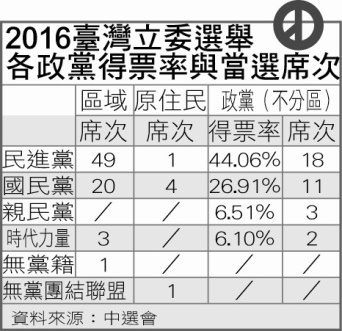 2016臺灣立委選舉
各政黨得票率與當選席次
區域 原住民 政黨（不分區）
席次 席次 得票率 席次
民進黨 49 1 44.06% 18
國民黨 20 4 26.91% 11
親民黨 ／ ／ 6.51% 3
時代力量 3 ／ 6.10% 2
無黨籍 1 ／ ／ ／
無黨團結聯盟 1 ／ ／
資料來源：中選會